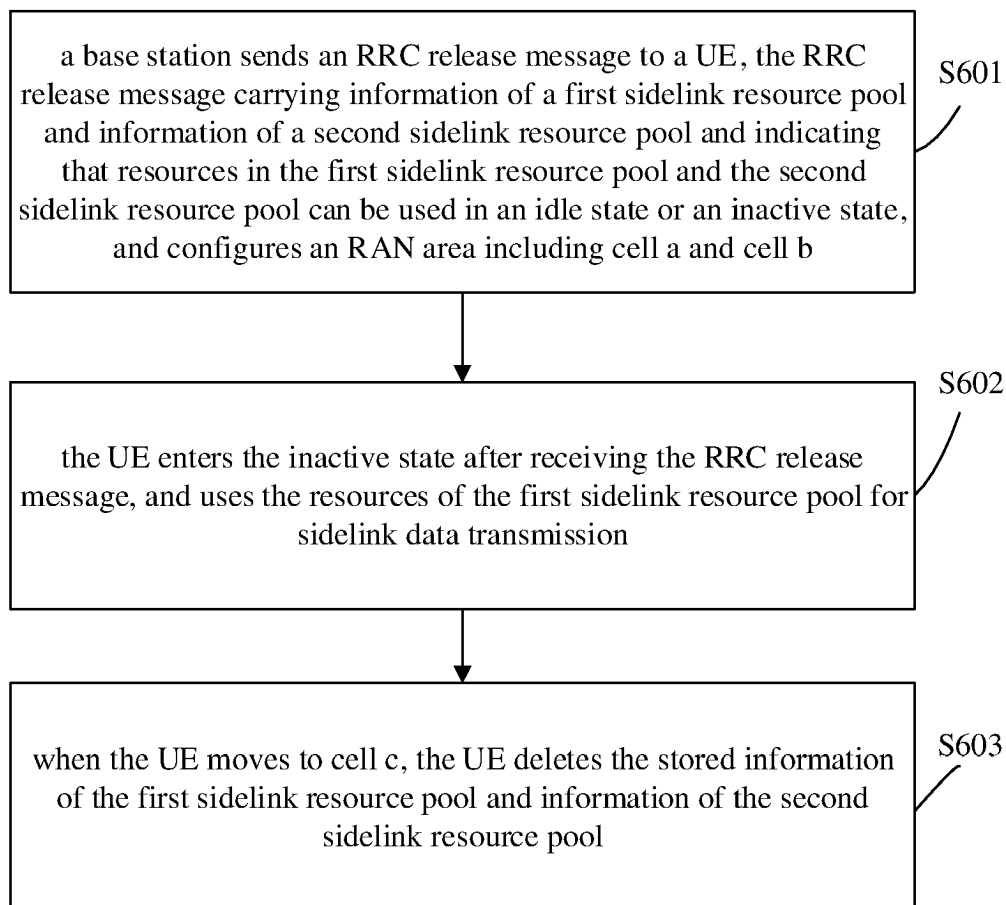 a base station sends an RRC release message to a UE, the RRC
release message carrying information of a first sidelink resource pool
and information of a second sidelink resource pool and indicating
that resources in the first sidelink resource pool and the second
sidelink resource pool can be used in an idle state or an inactive state,
and configures an RAN area including cell a and cell b
S601
the UE enters the inactive state after receiving the RRC release
message, and uses the resources of the first sidelink resource pool for
sidelink data transmission
S602
when the UE moves to cell c, the UE deletes the stored information
of the first sidelink resource pool and information of the second
sidelink resource pool
S603